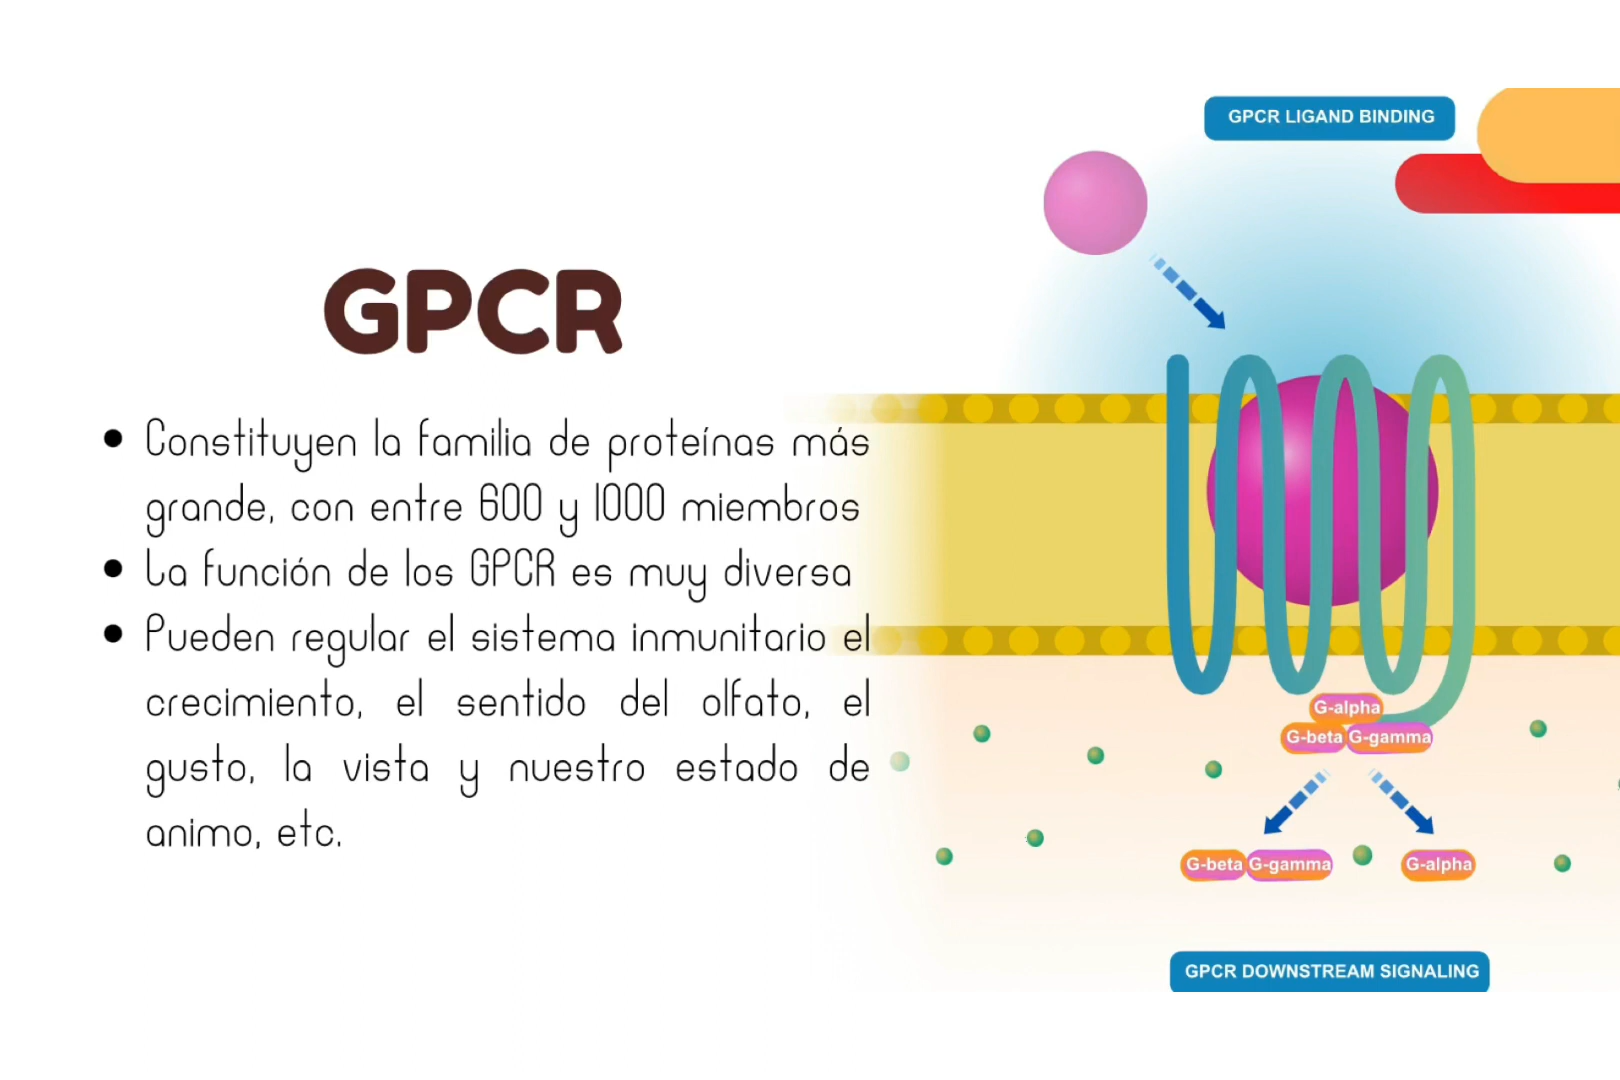 GPCR LIGAND BINDING
GPCR
• Constituyen la familia de proteínas más
grande, con entre 600 y 1000 miembros
• La función de los GPCR es muy diversa
• Pueden regular el sistema inmunitario el
crecimiento, el sentido del olfato, el
gusto, la vista y nuestro estado de
animo, etc.
G-alpha
G-beta G-gamma
G-beta G-gamma
G-alpha
GPCR DOWNSTREAM SIGNALING